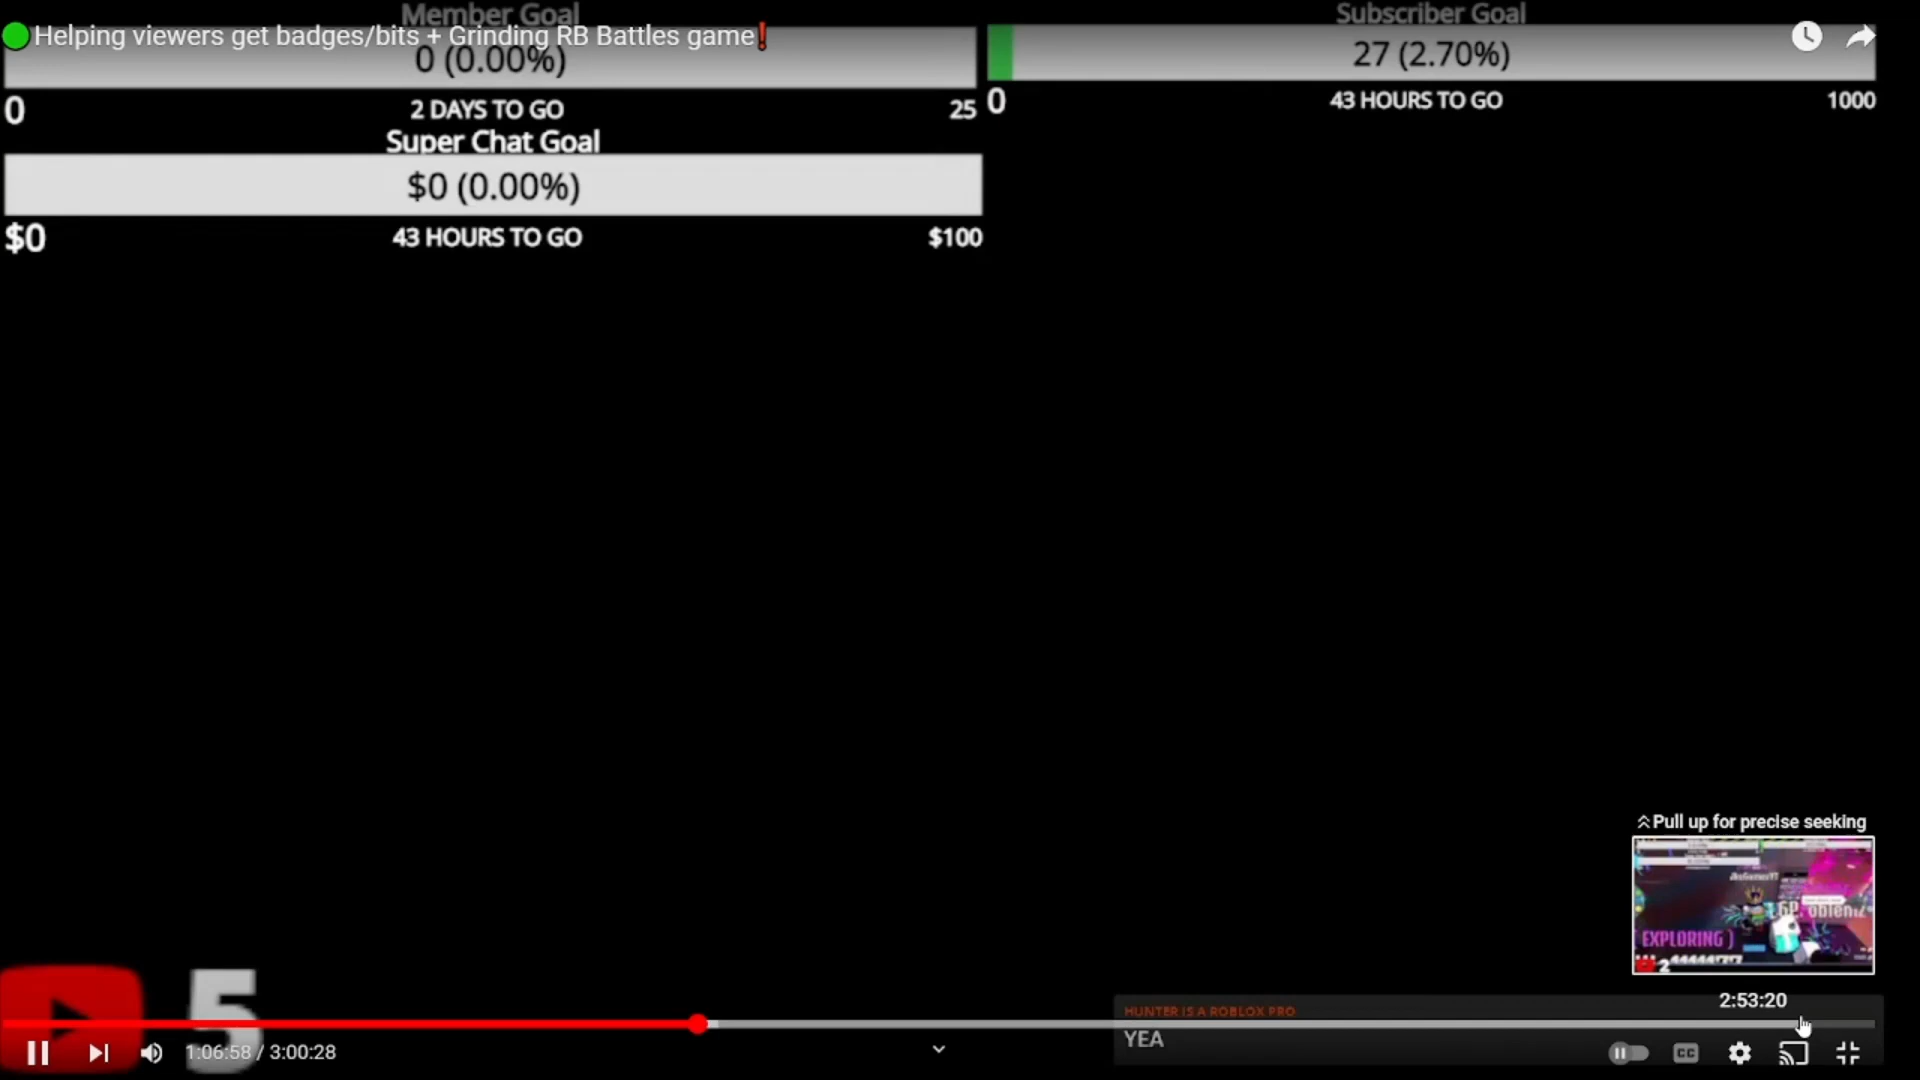 Member Goal
Subscriber Goal
Helping viewers get badges/bits + Grinding RB Battles game❗
0 (0.00%)
27 (2.70%)
0
2 DAYS TO GO
25
0
43 HOURS TO GO
1000
Super Chat Goal
$0 (0.00%)
$0
43 HOURS TO GO
$100
Pull up for precise seeking
EXPLORING )
2:53:20
5
HUNTER IS A ROBLOX PRO
YEA
1:06:58 / 3:00:28
CC